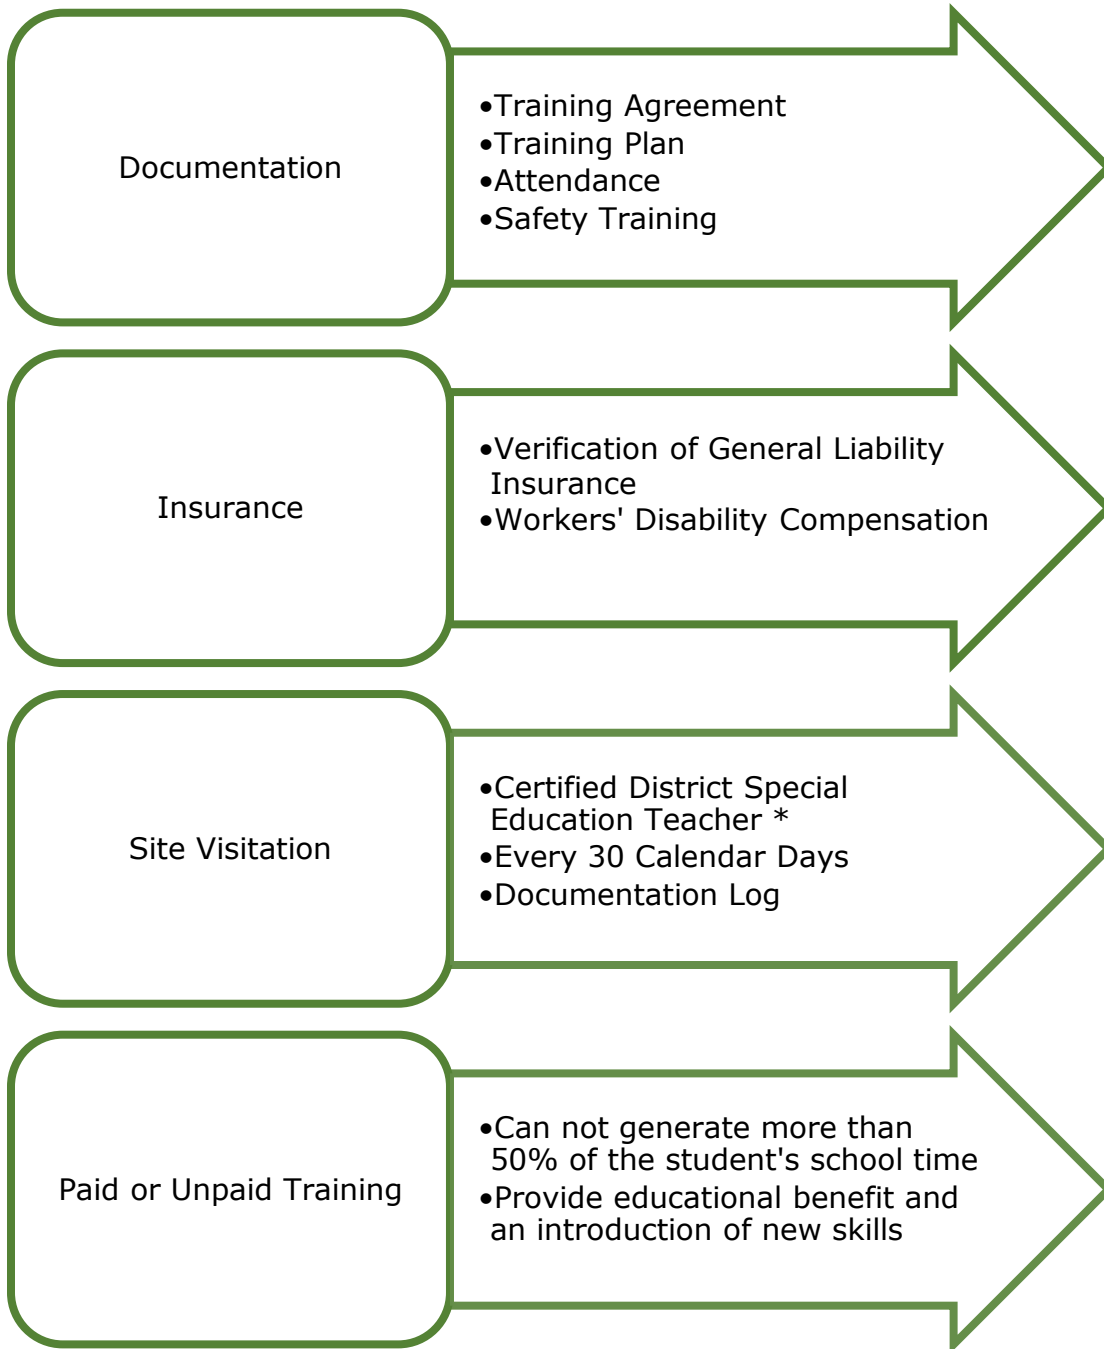 Documentation
•Training Agreement
•Training Plan
•Attendance
•Safety Training
Insurance
•Verification of General Liability
Insurance
•Workers' Disability Compensation
Site Visitation
•Certified District Special
Education Teacher *
•Every 30 Calendar Days
•Documentation Log
Paid or Unpaid Training
•Can not generate more than
50% of the student's school time
•Provide educational benefit and
an introduction of new skills